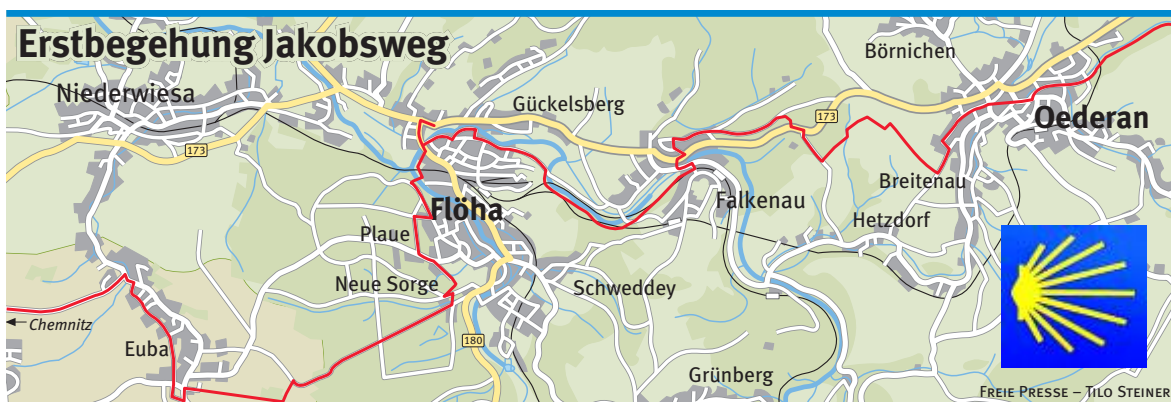 Erstbegehung Jakobsweg
Börnichen
Niederwiesa
Gückelsberg
173
Oederan
173
Breitenau
Falkenau
Flöha
Hetzdorf
Plaue
Neue Sorge
Schweddey
← Chemnitz
Euba
180
Grünberg
FREIE PRESSE – TILO STEINER